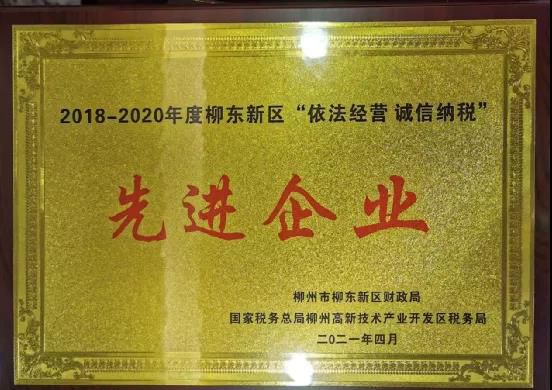 2018-2020年度柳东新区“依法经营 诚信纳税”
先进企业
柳州市柳东新区财政局
国家税务总局柳州高新技术产业开发区税务局
二〇二一年四月